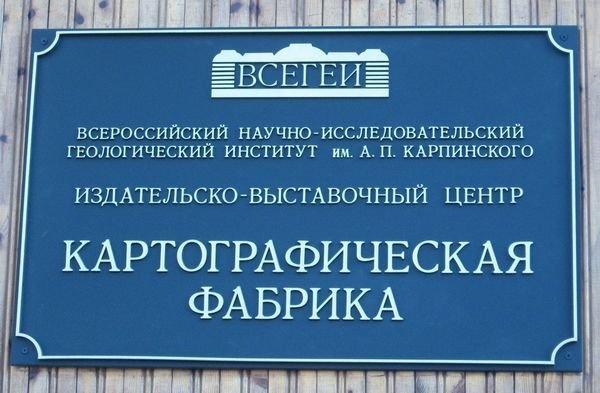 ВСЕГЕИ
ВСЕРОССИЙСКИЙ НАУЧНО-ИССЛЕДОВАТЕЛЬСКИЙ
ГЕОЛОГИЧЕСКИЙ ИНСТИТУТ им. А. П. КАРПИНСКОГО
ИЗДАТЕЛЬСКО-ВЫСТАВОЧНЫЙ ЦЕНТР
КАРТОГРАФИЧЕСКАЯ
ФАБРИКА